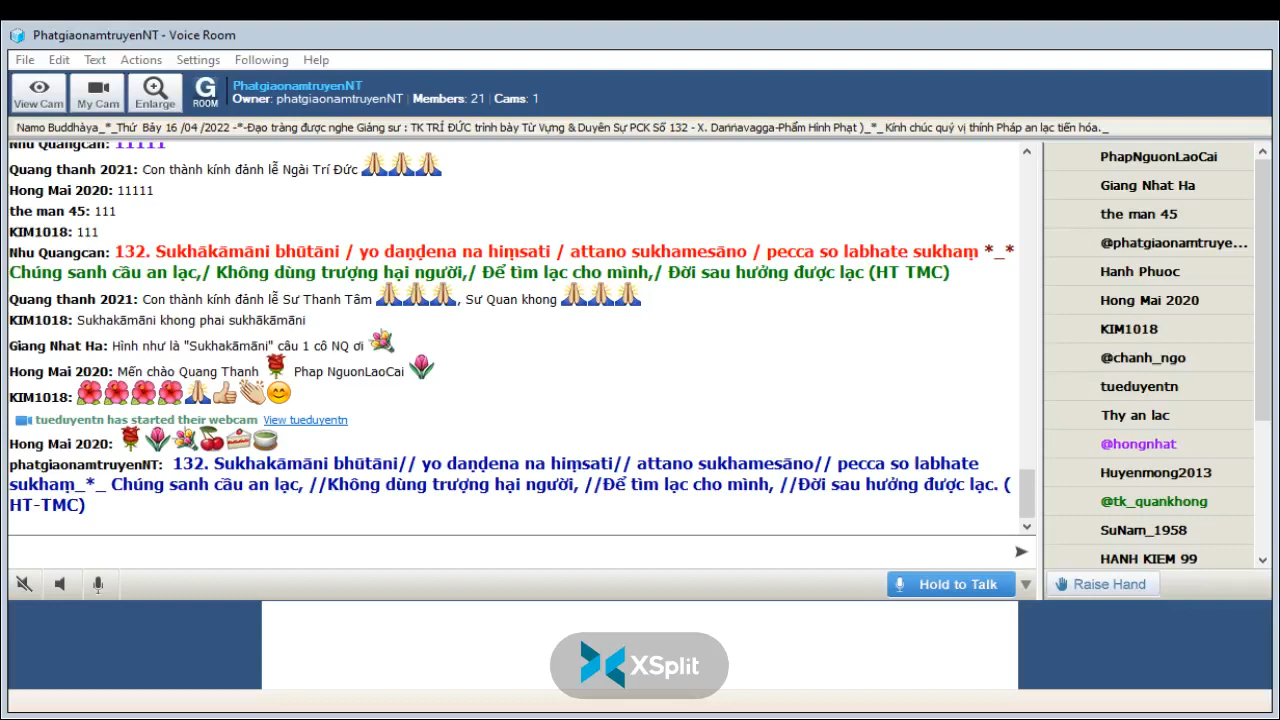 PhatgiaonamtruyenNT - Voice Room
File Edit Text Actions Settings Following Help
View Cam
My Cam
Enlarge
G ROOM
PhatgiaonamtruyenNT
Owner: phatgiaonamtruyenNT | Members: 21 | Cams: 1
Namo Buddhàya_*_Thứ Bảy 16 /04 /2022 -*-Đạo tràng được nghe Giảng sư : TK TRÍ ĐỨC trình bày Từ Vựng & Duyên Sự PCK Số 132 - X. Daṇḍavagga-Phẩm Hình Phạt )_*_ Kính chúc quý vị thính Pháp an lạc tiến hóa._
Nhu Quangcan: 11111
Quang thanh 2021: Con thành kính đảnh lễ Ngài Trí Đức
Hong Mai 2020: 11111
the man 45: 111
KIM1018: 111
Nhu Quangcan: 132. Sukhākāmāni bhūtāni / yo daṇḍena na hiṃsati / attano sukhamesāno / pecca so labhate sukhaṃ *_*
Chúng sanh cầu an lạc,/ Không dùng trượng hại người,/ Để tìm lạc cho mình,/ Đời sau hưởng được lạc (HT TMC)
Quang thanh 2021: Con thành kính đảnh lễ Sư Thanh Tâm , Sư Quan khong
KIM1018: Sukhakāmāni khong phai sukhākāmāni
Giang Nhat Ha: Hình như là "Sukhakāmāni" câu 1 cô NQ ơi
Hong Mai 2020: Mến chào Quang Thanh Phap NguonLaoCai
KIM1018:
tueduyentn has started their webcam View tueduyentn
Hong Mai 2020:
phatgiaonamtruyenNT: 132. Sukhakāmāni bhūtāni// yo daṇḍena na hiṃsati// attano sukhamesāno// pecca so labhate
sukhaṃ_*_ Chúng sanh cầu an lạc, //Không dùng trượng hại người, //Để tìm lạc cho mình, //Đời sau hưởng được lạc. (
HT-TMC)
PhapNguonLaoCai
Giang Nhat Ha
the man 45
@phatgiaonamtruye...
Hanh Phuoc
Hong Mai 2020
KIM1018
@chanh_ngo
tueduyentn
Thy an lac
@hongnhat
Huyenmong2013
@tk_quankhong
SuNam_1958
HANH KIEM 99
Hold to Talk
Raise Hand
XSplit